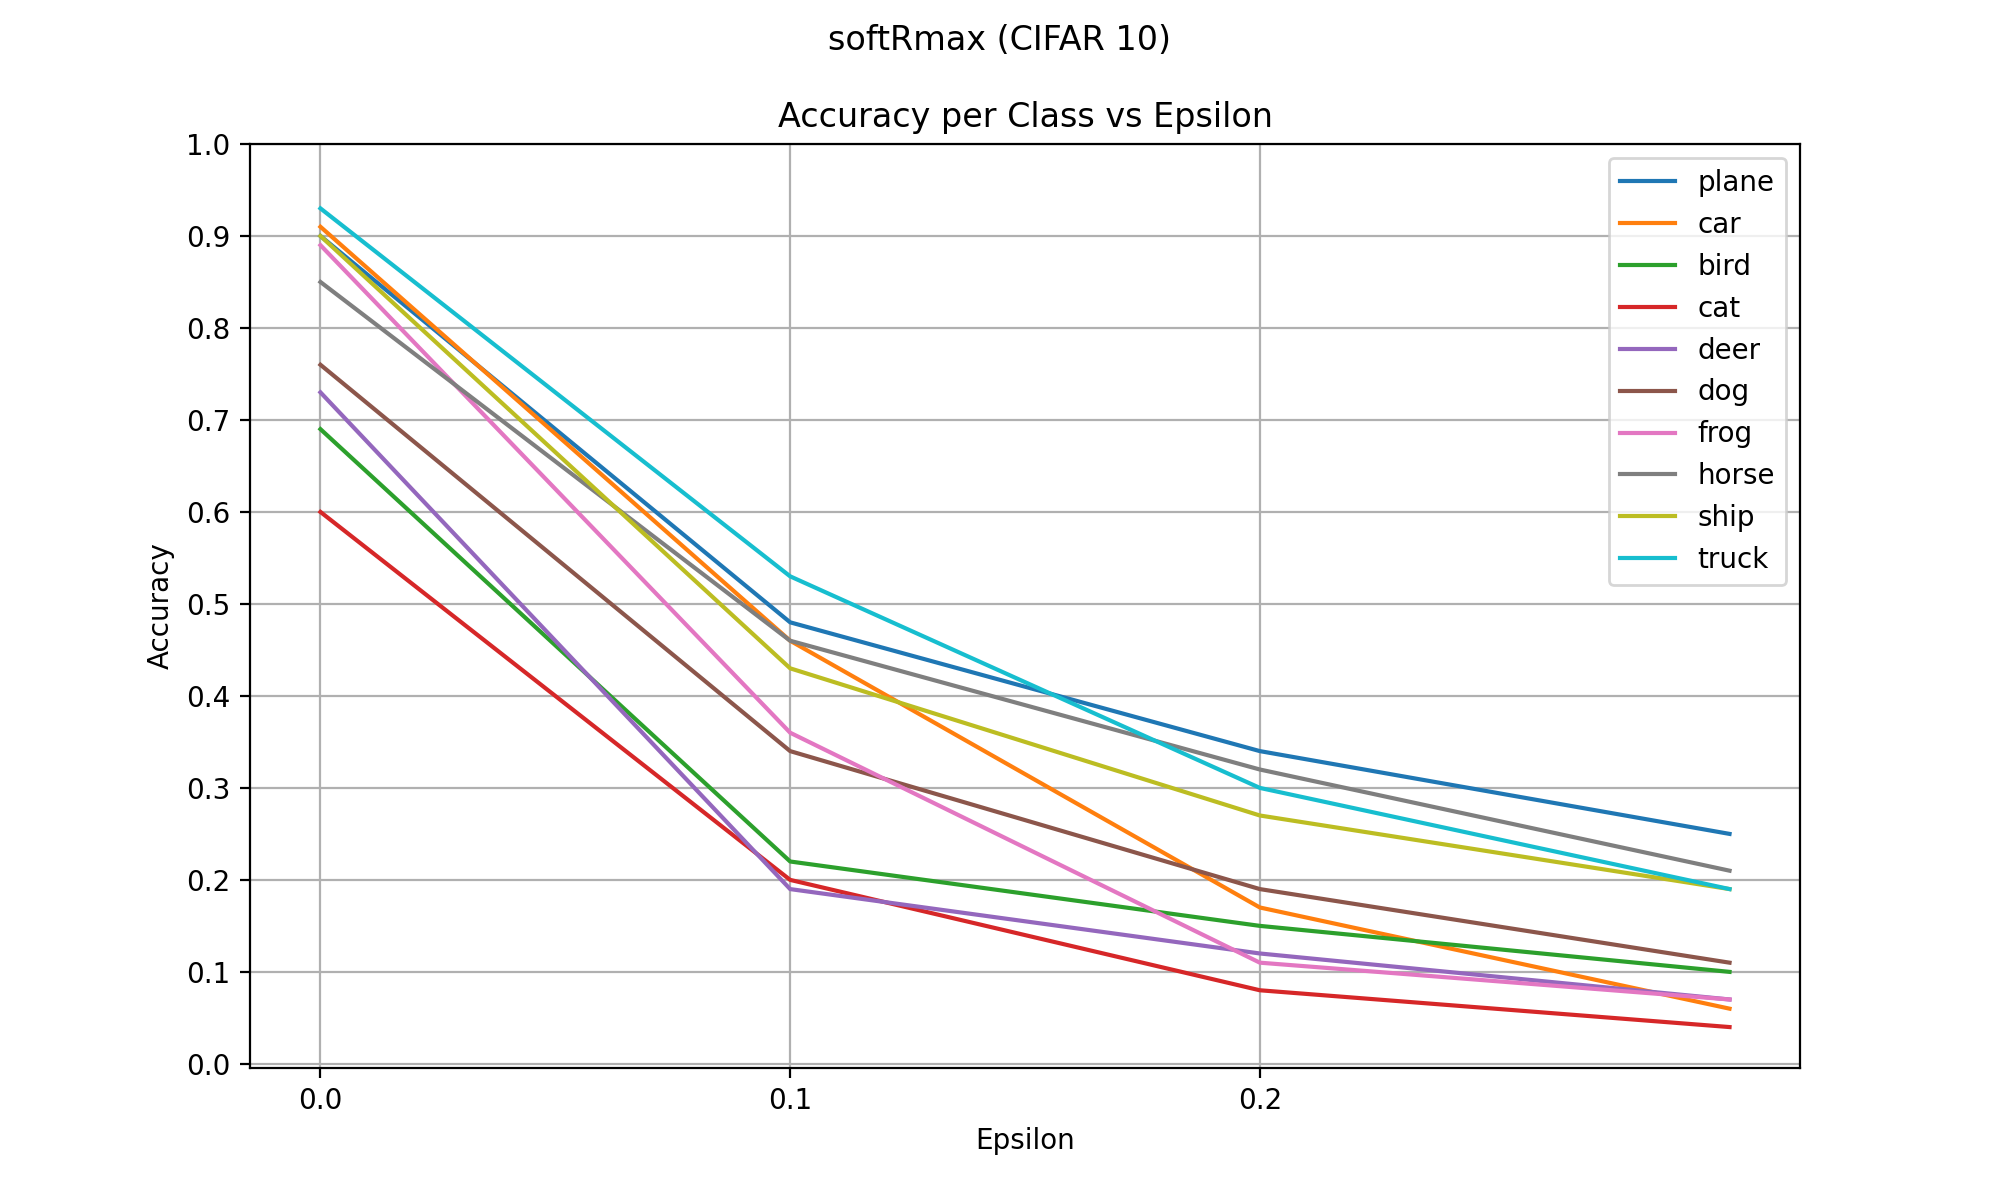 softRmax (CIFAR 10)
Accuracy per Class vs Epsilon
1.0
0.9
0.8
0.7
0.6
0.5
0.4
0.3
0.2
0.1
0.0
Accuracy
plane
car
bird
cat
deer
dog
frog
horse
ship
truck
0.0 0.1 0.2
Epsilon